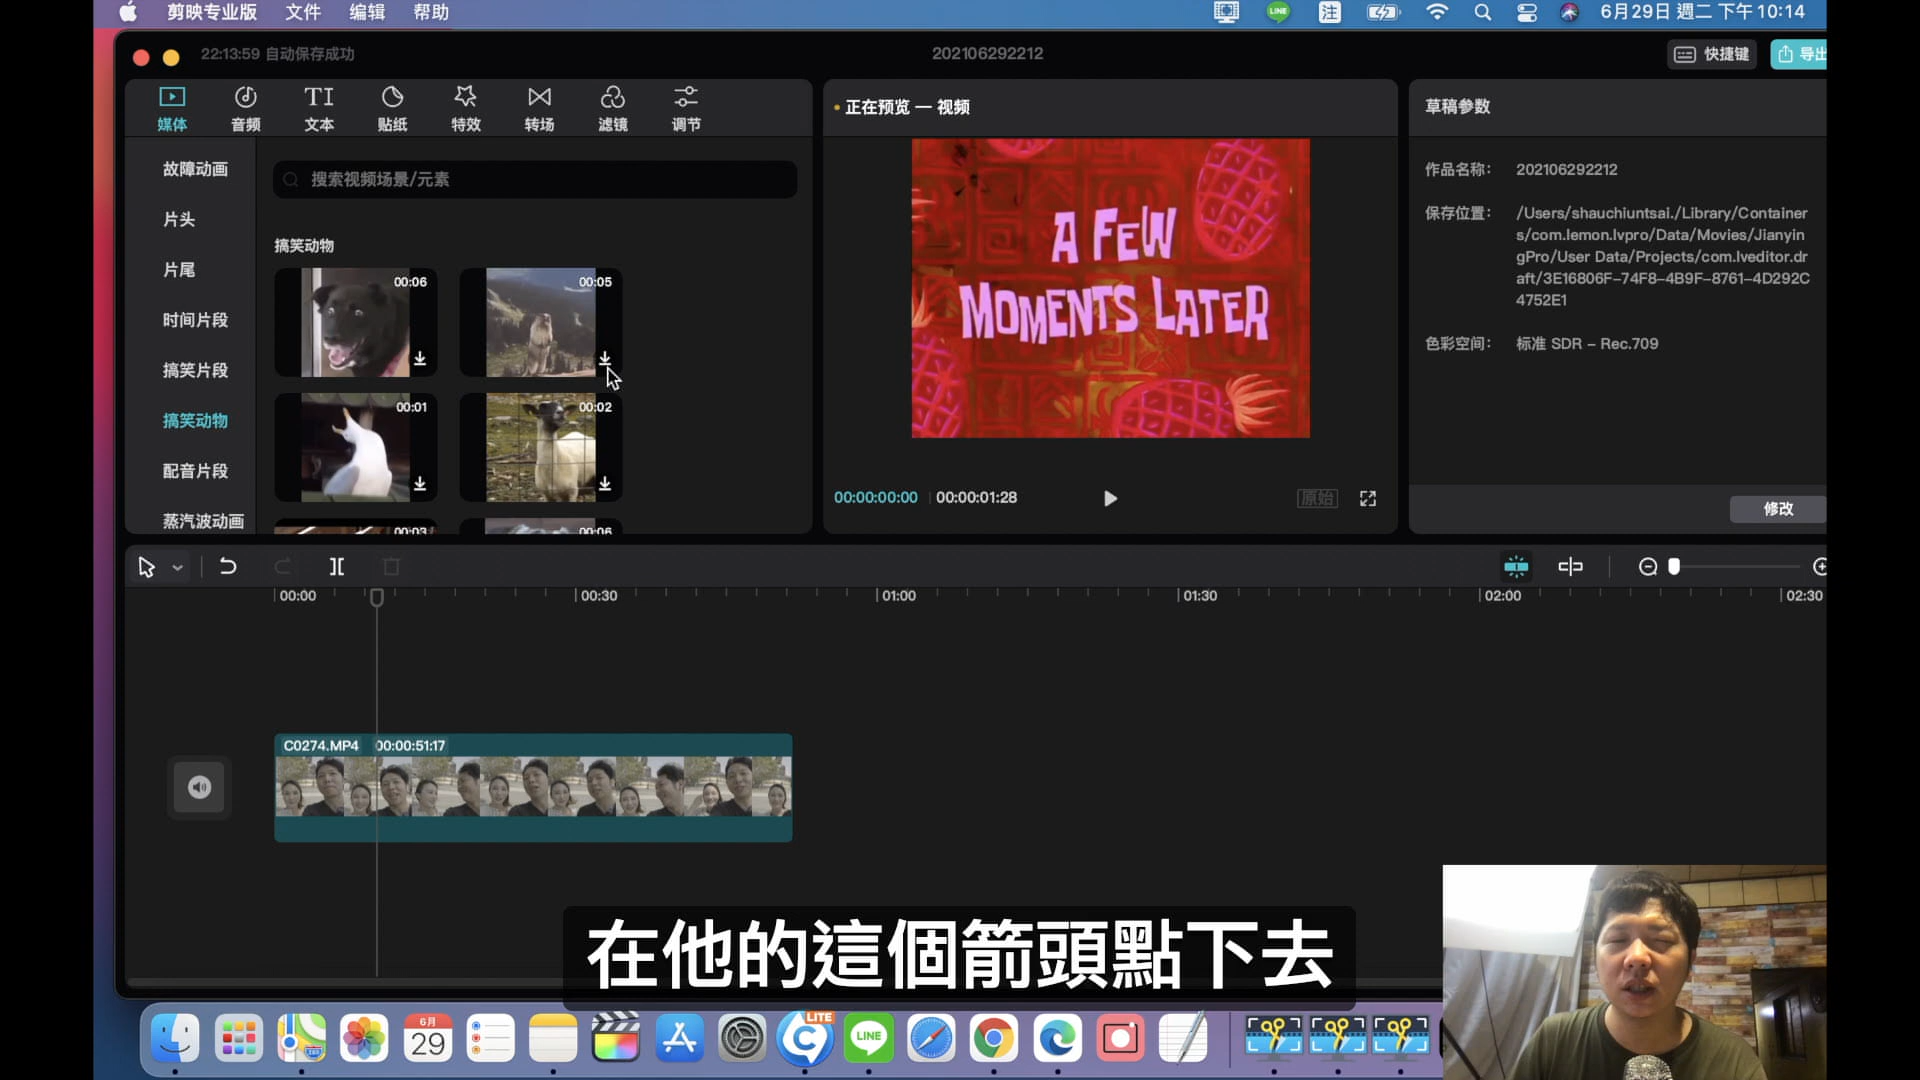 剪映专业版 文件 编辑 帮助
LINE 注 6月29日 週二 下午10:14
22:13:59 自动保存成功
202106292212
快捷键
导出
媒体 音频 文本 贴纸 特效 转场 滤镜 调节
TI
故障动画
片头
片尾
时间片段
搞笑片段
搞笑动物
配音片段
蒸汽波动画
搜索视频场景/元素
搞笑动物
00:06
00:05
00:01
00:02
00:03
00:06
正在预览 — 视频
A FEW
MOMENTS LATER
00:00:00:00
00:00:01:28
原始
草稿参数
作品名称: 202106292212
保存位置: /Users/shauchiuntsai./Library/Container
s/com.lemon.lvpro/Data/Movies/Jianyin
gPro/User Data/Projects/com.lveditor.dr
aft/3E16806F-74F8-4B9F-8761-4D292C
4752E1
色彩空间: 标准 SDR – Rec.709
修改
00:00 00:30 01:00 01:30 02:00 02:30
C0274.MP4 00:00:51:17
在他的這個箭頭點下去
6月
29
LITE
LINE